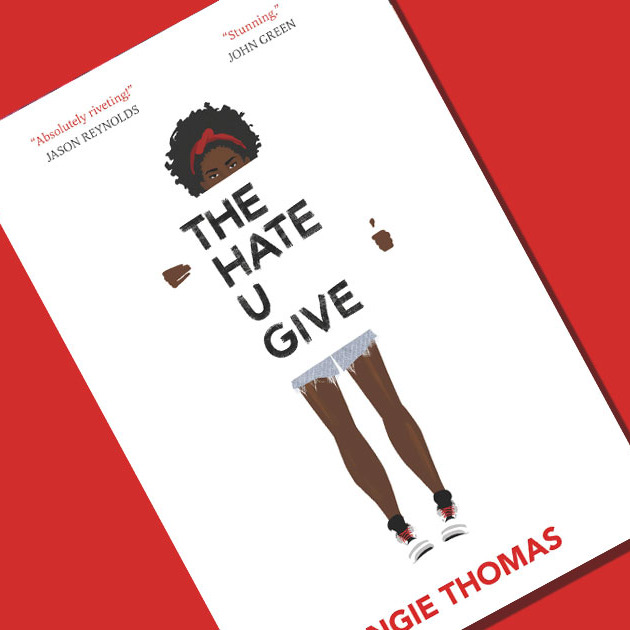 “Stunning.”
JOHN GREEN
“Absolutely riveting!”
JASON REYNOLDS
THE
HATE
U
GIVE
NGIE THOMAS